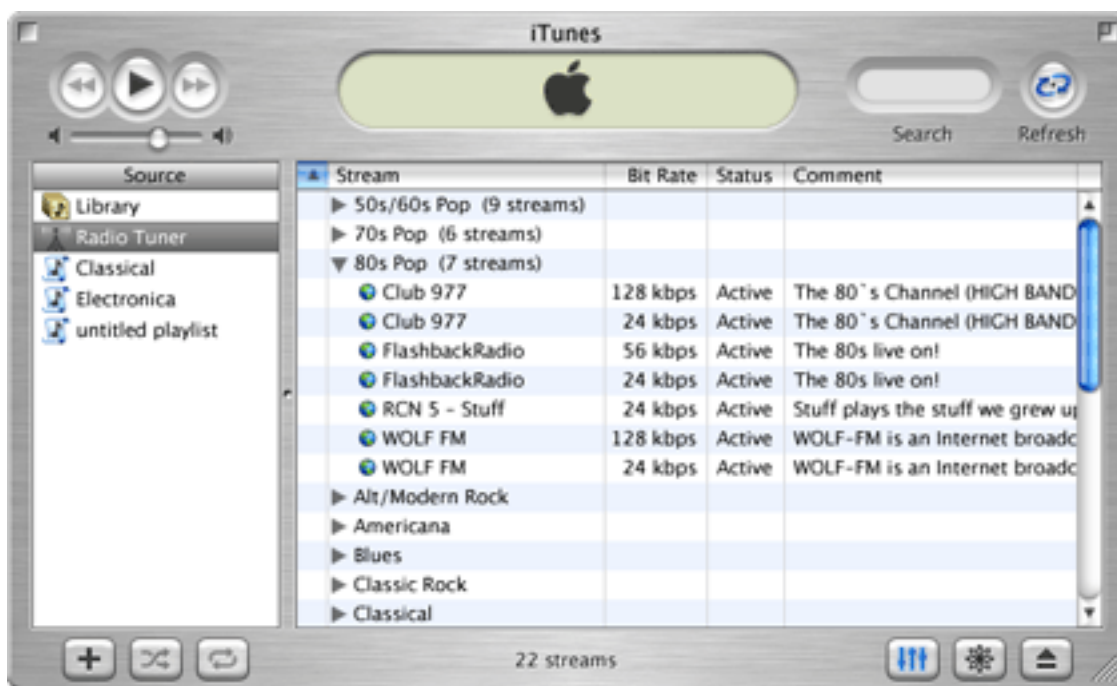 iTunes
Search
Refresh
Source
Library
Radio Tuner
Classical
Electronica
untitled playlist
Stream Bit Rate Status Comment
50s/60s Pop (9 streams)
70s Pop (6 streams)
80s Pop (7 streams)
Club 977 128 kbps Active The 80`s Channel (HIGH BAND
Club 977 24 kbps Active The 80`s Channel (HIGH BAND
FlashbackRadio 56 kbps Active The 80s live on!
FlashbackRadio 24 kbps Active The 80s live on!
RCN 5 - Stuff 24 kbps Active Stuff plays the stuff we grew up
WOLF FM 128 kbps Active WOLF-FM is an Internet broadc
WOLF FM 24 kbps Active WOLF-FM is an Internet broadc
Alt/Modern Rock
Americana
Blues
Classic Rock
Classical
22 streams